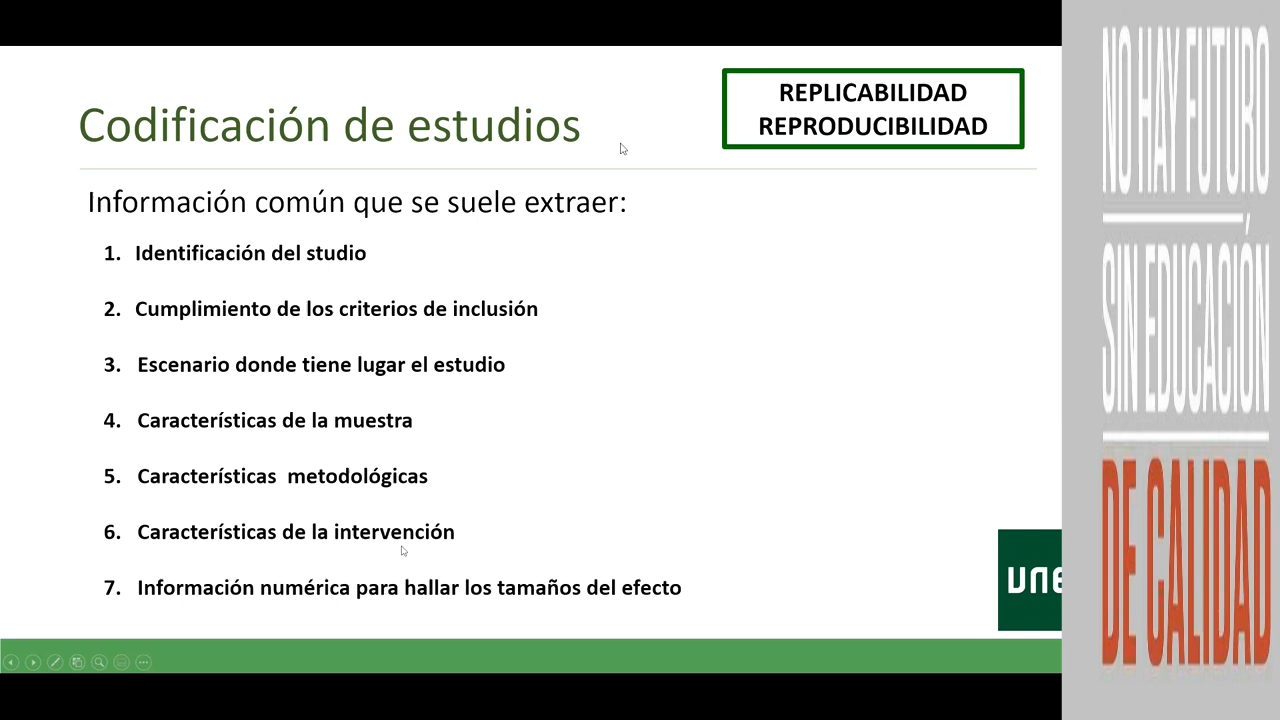 Codificación de estudios
REPLICABILIDAD
REPRODUCIBILIDAD
Información común que se suele extraer:
1. Identificación del studio
2. Cumplimiento de los criterios de inclusión
3. Escenario donde tiene lugar el estudio
4. Características de la muestra
5. Características metodológicas
6. Características de la intervención
7. Información numérica para hallar los tamaños del efecto
UNE
NO HAY FUTURO
SIN EDUCACIÓN
DE CALIDAD